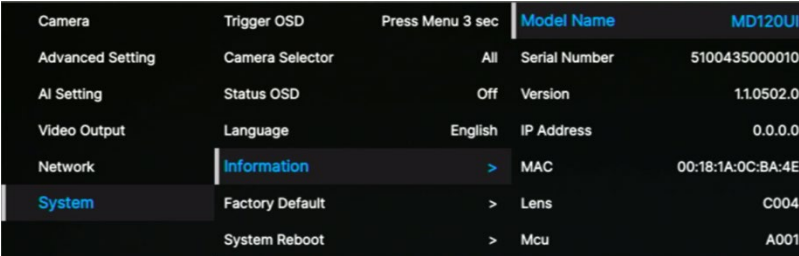 Camera
Advanced Setting
AI Setting
Video Output
Network
System
Trigger OSD Press Menu 3 sec
Camera Selector All
Status OSD Off
Language English
Information >
Factory Default >
System Reboot >
Model Name MD120UI
Serial Number 5100435000010
Version 1.1.0502.0
IP Address 0.0.0.0
MAC 00:18:1A:0C:BA:4E
Lens C004
Mcu A001